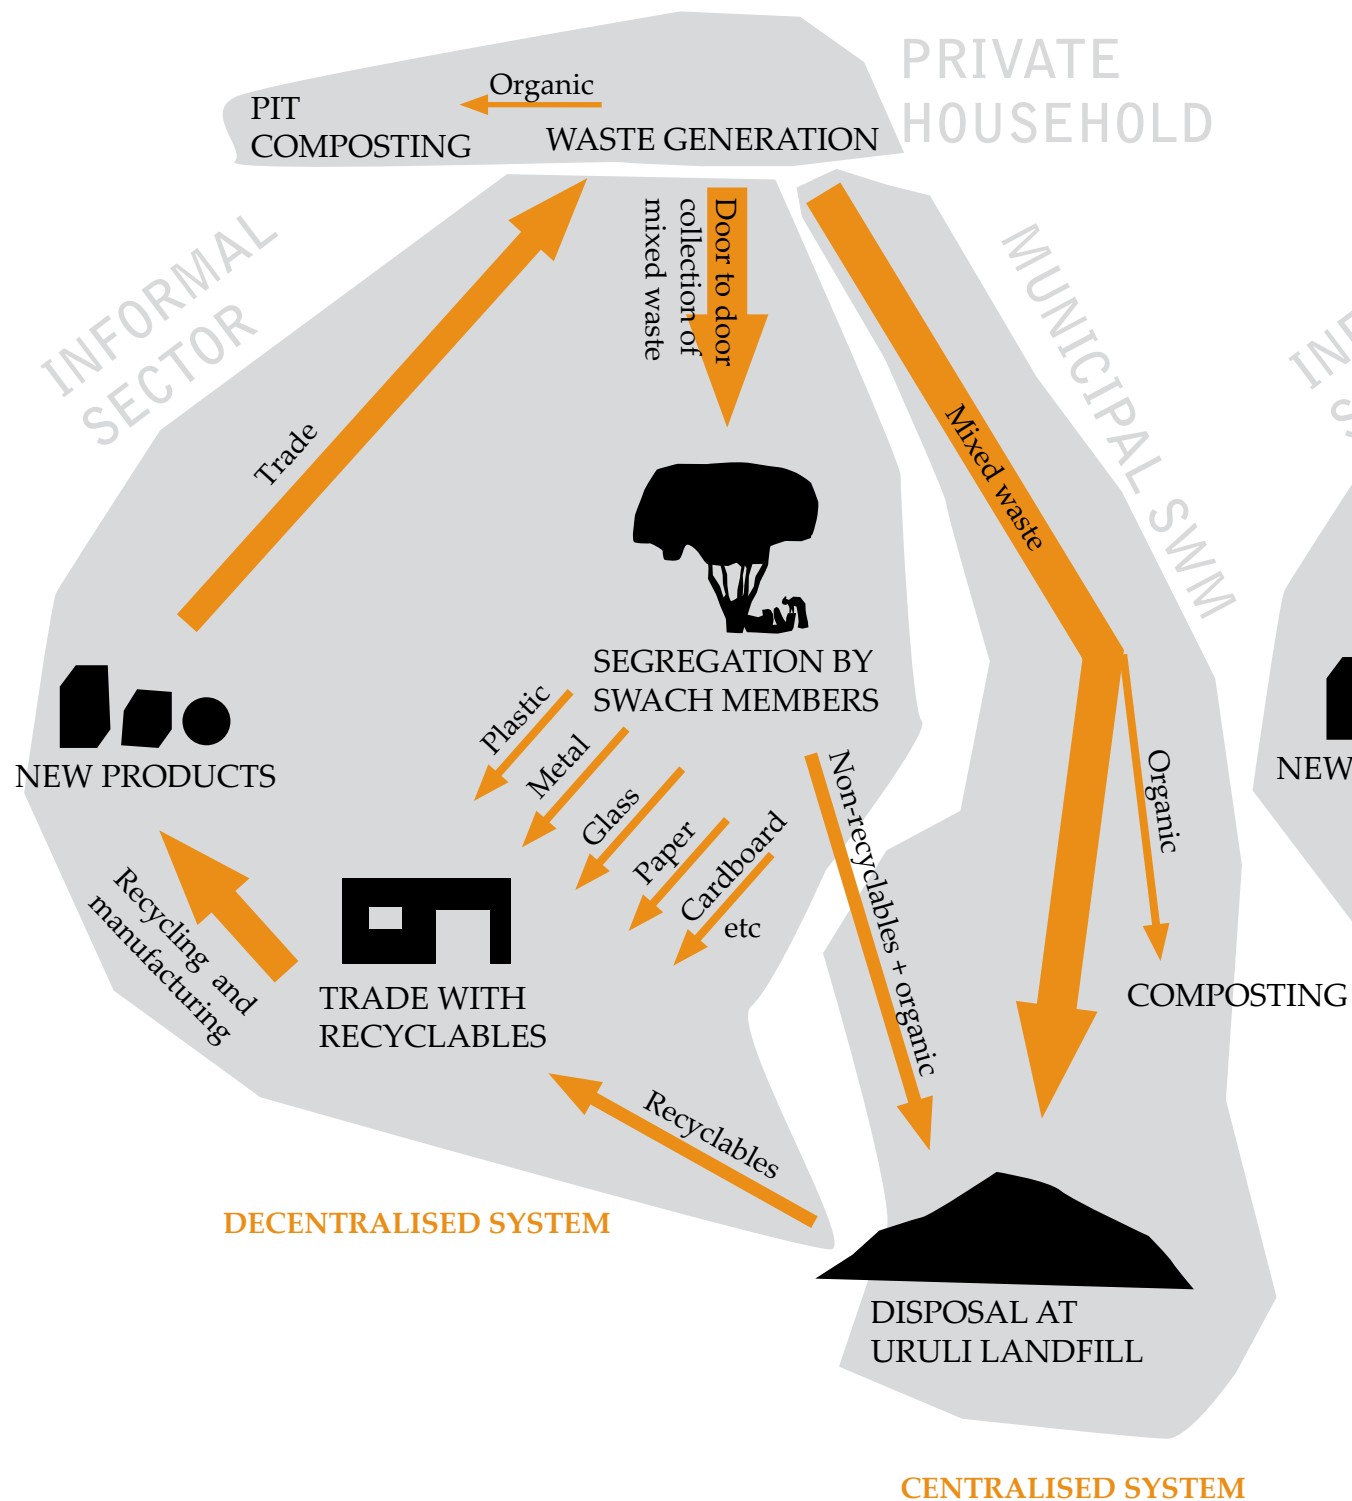 PRIVATE
HOUSEHOLD
Organic
PIT
COMPOSTING
WASTE GENERATION
INFORMAL
SECTOR
Door to door
collection of
mixed waste
MUNICIPAL SWM
Trade
Mixed waste
SEGREGATION BY
SWACH MEMBERS
NEW PRODUCTS
NEW
Plastic
Metal
Glass
Paper
Cardboard
etc
Non-recyclables + organic
Organic
Recycling and
manufacturing
TRADE WITH
RECYCLABLES
COMPOSTING
Recyclables
DECENTRALISED SYSTEM
DISPOSAL AT
URULI LANDFILL
CENTRALISED SYSTEM